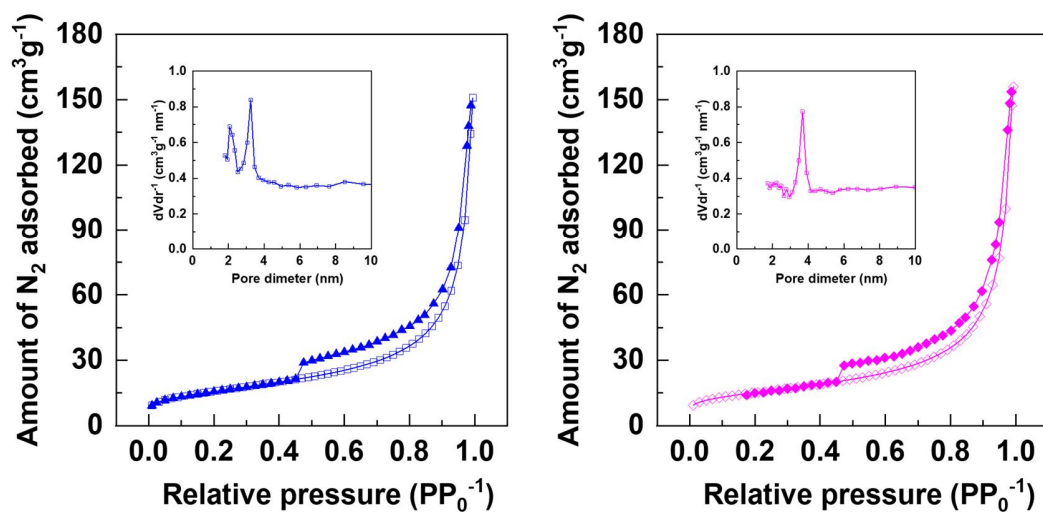 180
150
120
90
60
30
0
Amount of N₂ adsorbed (cm³g⁻¹)
0.0 0.2 0.4 0.6 0.8 1.0
Relative pressure (PP₀⁻¹)
1.0
0.8
0.6
0.4
0.2
0.0
dVdr⁻¹ (cm³g⁻¹ nm⁻¹)
0 2 4 6 8 10
Pore dimeter (nm)
180
150
120
90
60
30
0
Amount of N₂ adsorbed (cm³g⁻¹)
0.0 0.2 0.4 0.6 0.8 1.0
Relative pressure (PP₀⁻¹)
1.0
0.8
0.6
0.4
0.2
0.0
dVdr⁻¹ (cm³g⁻¹ nm⁻¹)
0 2 4 6 8 10
Pore dimeter (nm)